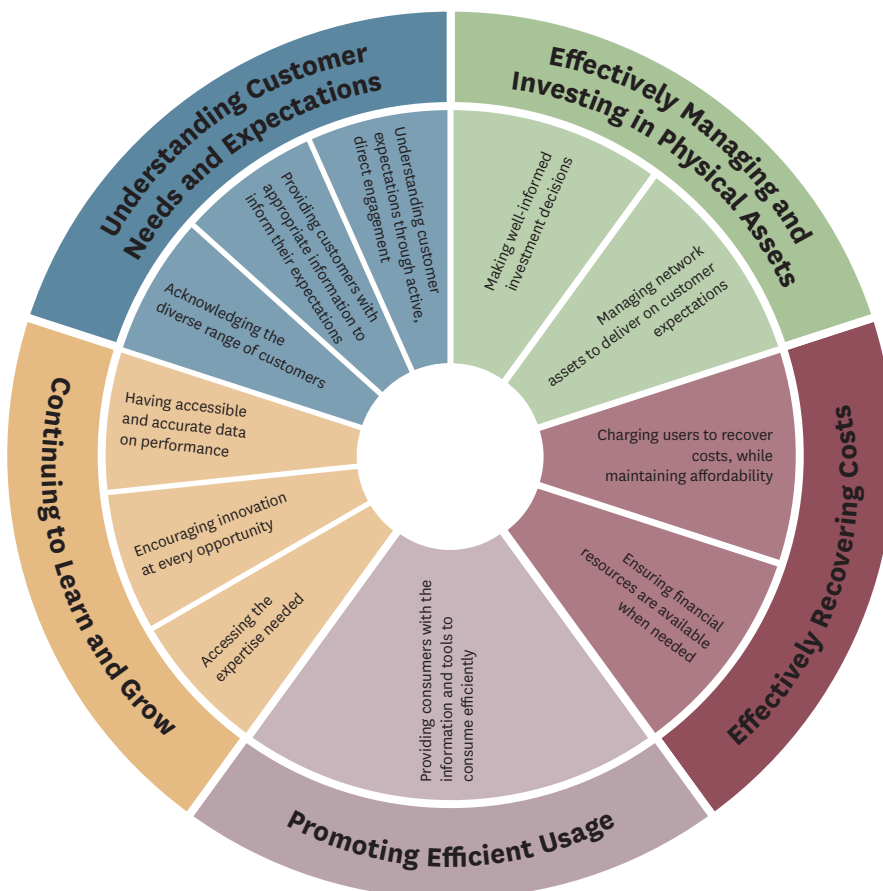 Understanding Customer
Needs and Expectations
Acknowledging the
diverse range of customers
Providing customers with
appropriate information to
inform their expectations
Understanding customer
expectations through active,
direct engagement
Effectively Managing and
Investing in Physical Assets
Making well-informed
investment decisions
Managing network
assets to deliver on customer
expectations
Effectively Recovering Costs
Charging users to recover
costs, while
maintaining affordability
Ensuring financial
resources are available
when needed
Promoting Efficient Usage
Providing consumers with the
information and tools to
consume efficiently
Continuing to Learn and Grow
Having accessible
and accurate data
on performance
Encouraging innovation
at every opportunity
Accessing the
expertise needed